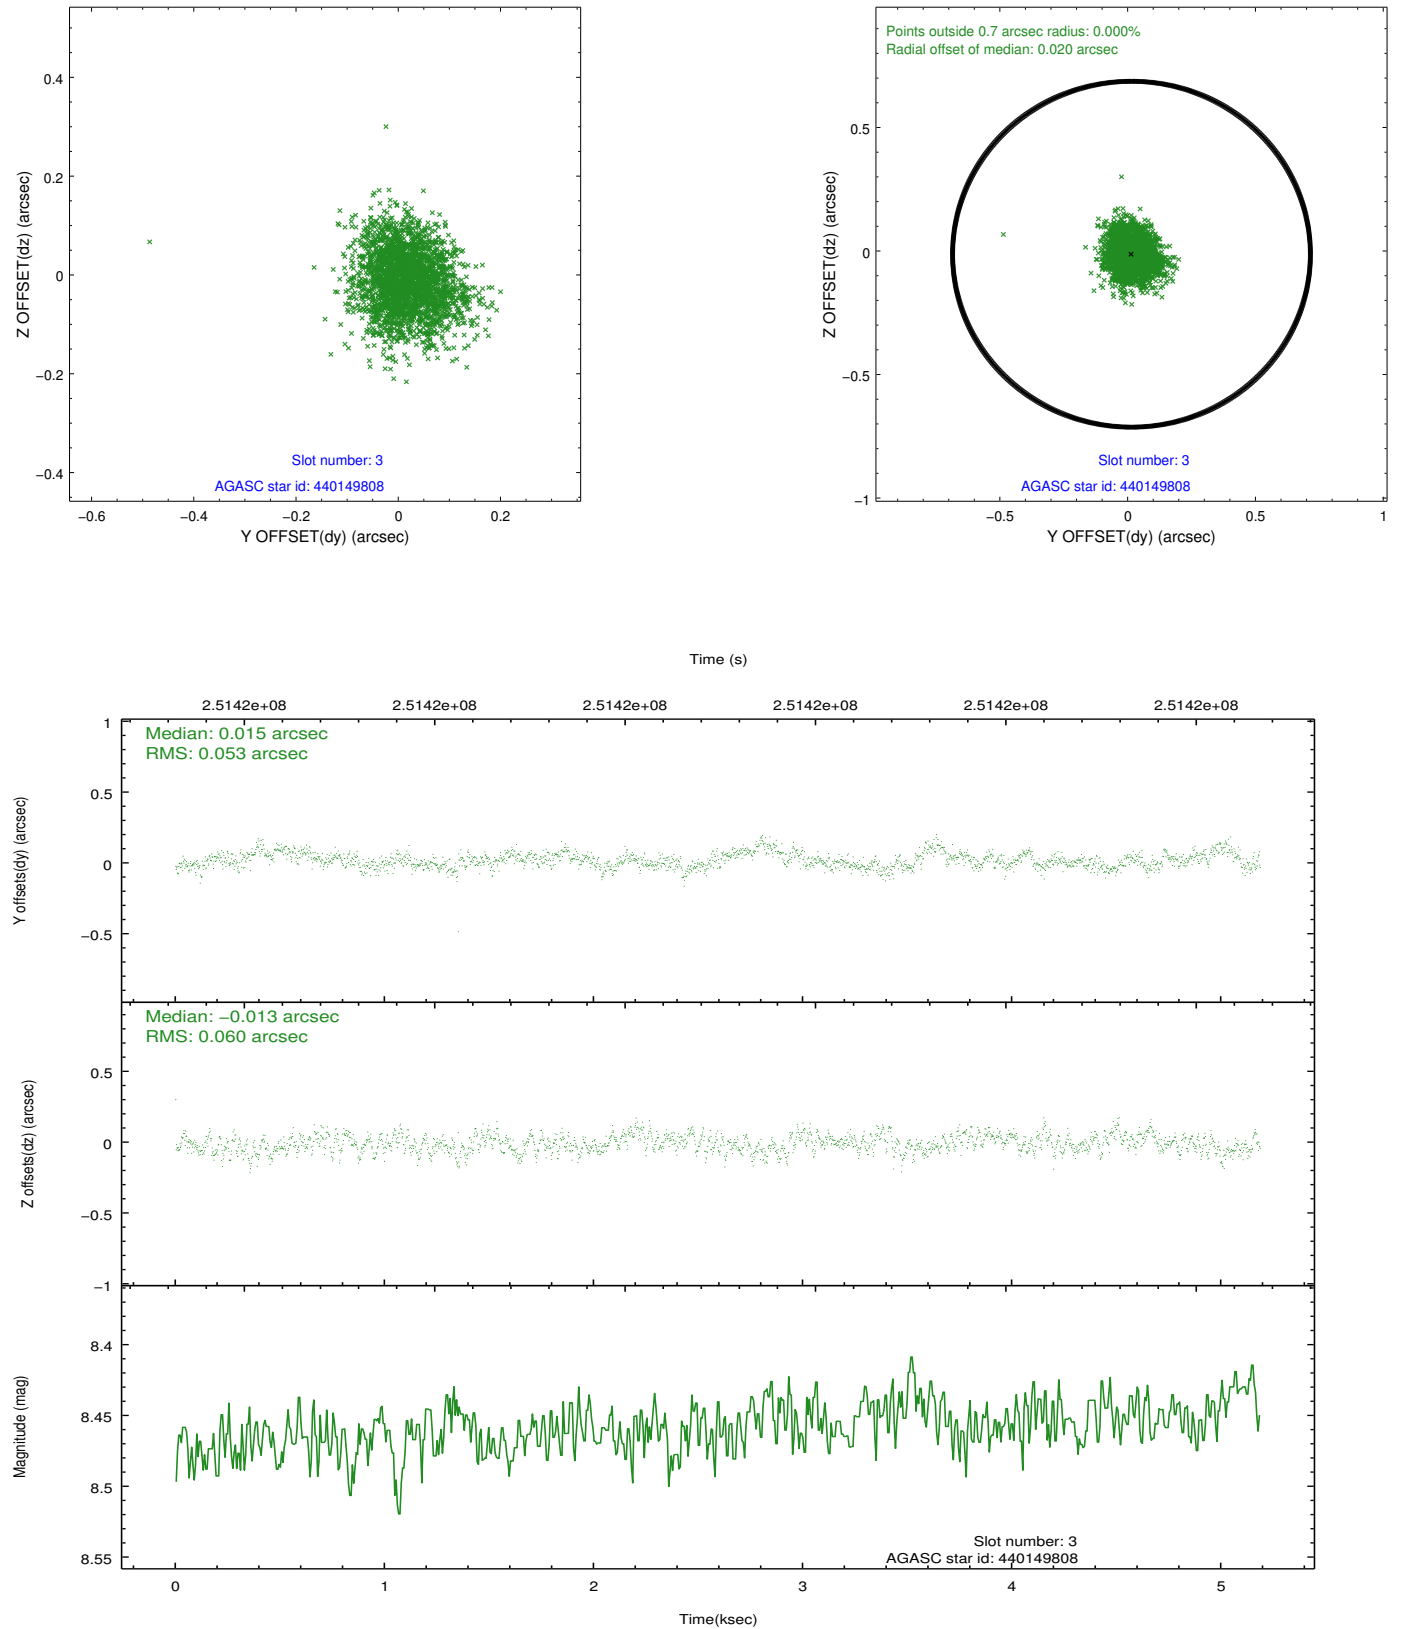 0.4
0.2
0
−0.2
−0.4
Z OFFSET(dz) (arcsec)
Slot number: 3
AGASC star id: 440149808
−0.6
−0.4
−0.2
0
0.2
Y OFFSET(dy) (arcsec)
Points outside 0.7 arcsec radius: 0.000%
Radial offset of median: 0.020 arcsec
0.5
0
−0.5
−1
Z OFFSET(dz) (arcsec)
Slot number: 3
AGASC star id: 440149808
−0.5
0
0.5
1
Y OFFSET(dy) (arcsec)
Time (s)
2.5142e+08
2.5142e+08
2.5142e+08
2.5142e+08
2.5142e+08
2.5142e+08
Median: 0.015 arcsec
RMS: 0.053 arcsec
1
0.5
0
−0.5
Y offsets(dy) (arcsec)
Median: −0.013 arcsec
RMS: 0.060 arcsec
0.5
0
−0.5
−1
Z offsets(dz) (arcsec)
8.4
8.45
8.5
8.55
Magnitude (mag)
Slot number: 3
AGASC star id: 440149808
0
1
2
3
4
5
Time(ksec)